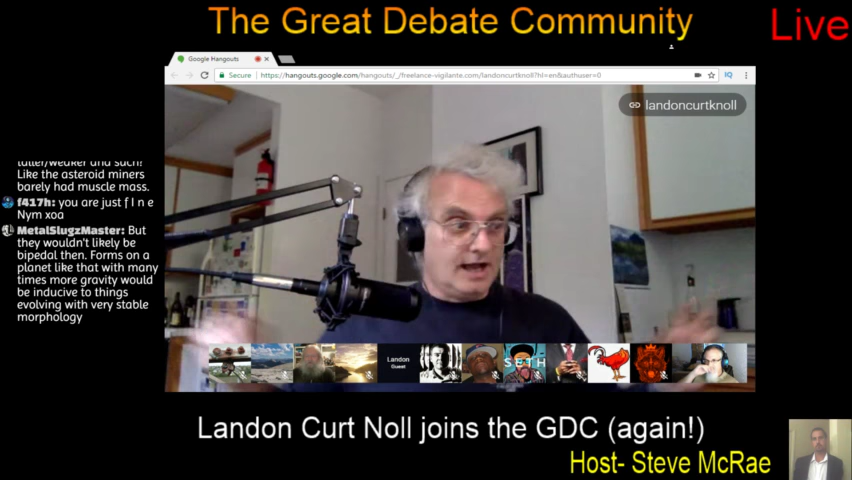 The Great Debate Community
Live
Google Hangouts
Secure
https://hangouts.google.com/hangouts/_/freelance-vigilante.com/landoncurtknoll?hl=en&authuser=0
landoncurtknoll
taller/weaker and such?
Like the asteroid miners
barely had muscle mass.
f417h: you are just f I n e
Nym xoa
MetalSlugzMaster: But
they wouldn't likely be
bipedal then. Forms on a
planet like that with many
times more gravity would
be inducive to things
evolving with very stable
morphology
Landon
Guest
SETH
Landon Curt Noll joins the GDC (again!)
Host- Steve McRae